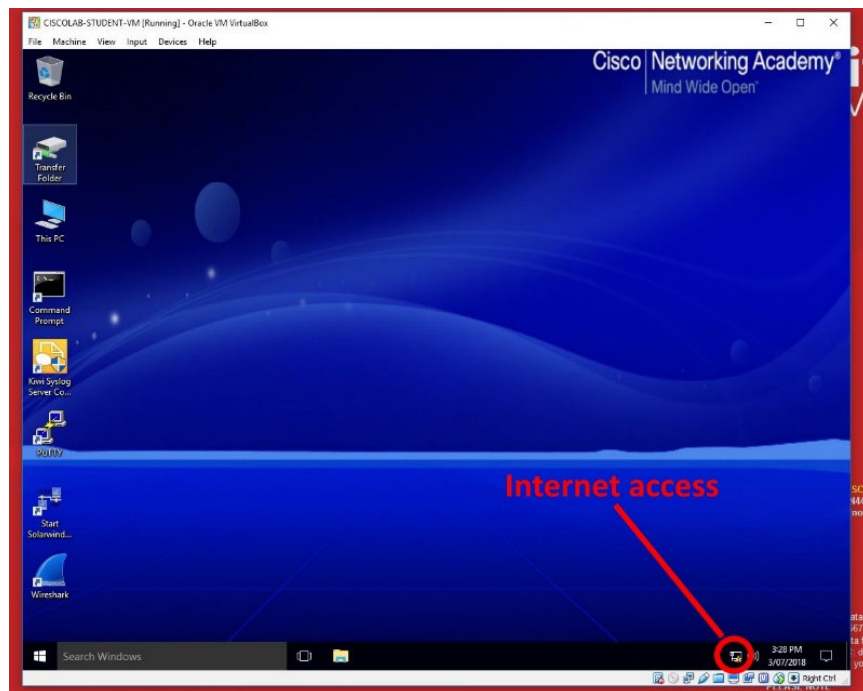 CISCOLAB-STUDENT-VM [Running] - Oracle VM VirtualBox
File Machine View Input Devices Help
Cisco Networking Academy®
Mind Wide Open™
Recycle Bin
Transfer
Folder
This PC
Command
Prompt
Kiwi Syslog
Server Co...
PuTTY
Internet access
Start
Solarwind...
Wireshark
Search Windows
3:28 PM
3/07/2018
Right Ctrl
PLEASE NOTE